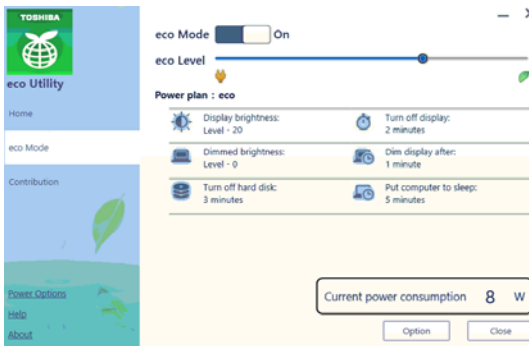 TOSHIBA
eco Utility
Home
eco Mode
Contribution
Power Options
Help
About
eco Mode On
eco Level
Power plan : eco
Display brightness:
Level - 20
Turn off display:
2 minutes
Dimmed brightness:
Level - 0
Dim display after:
1 minute
Turn off hard disk:
3 minutes
Put computer to sleep:
5 minutes
Current power consumption 8 W
Option Close